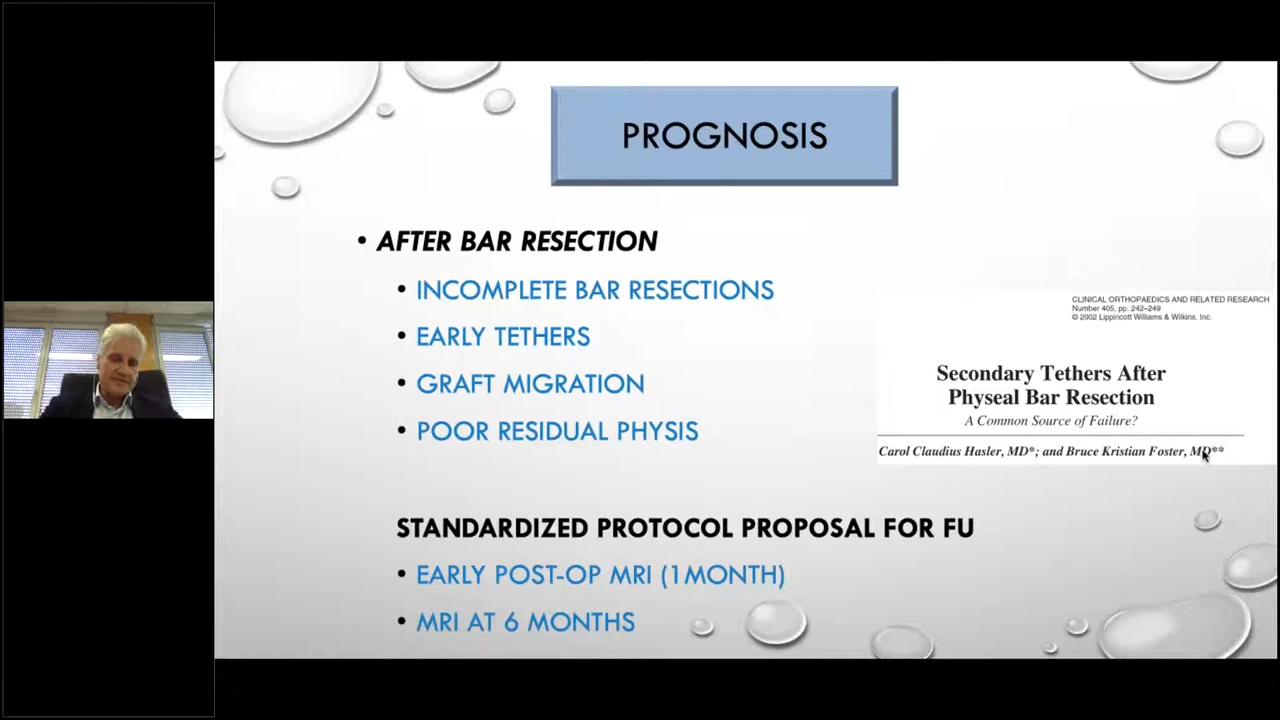 PROGNOSIS
• AFTER BAR RESECTION
• INCOMPLETE BAR RESECTIONS
• EARLY TETHERS
• GRAFT MIGRATION
• POOR RESIDUAL PHYSIS
CLINICAL ORTHOPAEDICS AND RELATED RESEARCH
Number 405, pp. 242–249
© 2002 Lippincott Williams & Wilkins, Inc.
Secondary Tethers After
Physeal Bar Resection
A Common Source of Failure?
Carol Claudius Hasler, MD*; and Bruce Kristian Foster, MD**
STANDARDIZED PROTOCOL PROPOSAL FOR FU
• EARLY POST-OP MRI (1MONTH)
• MRI AT 6 MONTHS